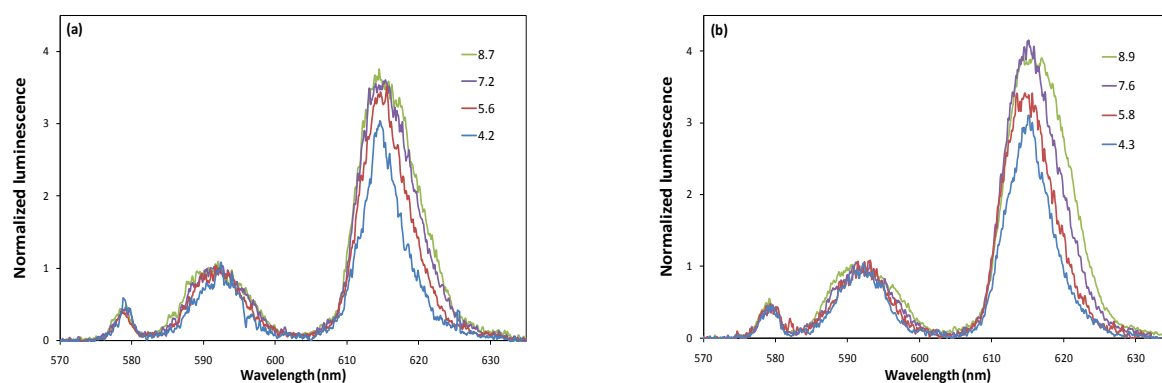 (a)
8.7
7.2
5.6
4.2
Normalized luminescence
4
3
2
1
0
570 580 590 600 610 620 630
Wavelength (nm)
(b)
8.9
7.6
5.8
4.3
Normalized luminescence
4
3
2
1
0
570 580 590 600 610 620 630
Wavelength (nm)